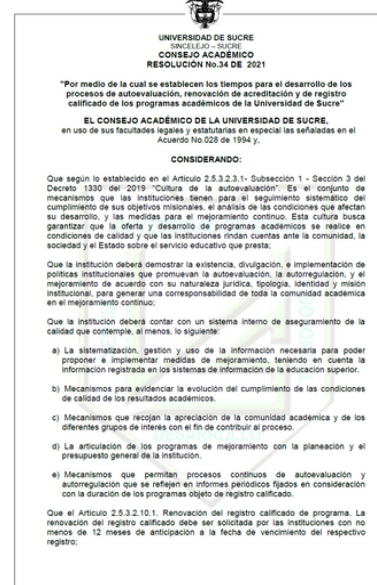 UNIVERSIDAD DE SUCRE
SINCELEJO – SUCRE
CONSEJO ACADÉMICO
RESOLUCIÓN No.34 DE 2021
"Por medio de la cual se establecen los tiempos para el desarrollo de los
procesos de autoevaluación, renovación de acreditación y de registro
calificado de los programas académicos de la Universidad de Sucre"
EL CONSEJO ACADÉMICO DE LA UNIVERSIDAD DE SUCRE,
en uso de sus facultades legales y estatutarias en especial las señaladas en el
Acuerdo No.028 de 1994 y,
CONSIDERANDO:
Que según lo establecido en el Artículo 2.5.3.2.3.1- Subsección 1 - Sección 3 del
Decreto 1330 del 2019 "Cultura de la autoevaluación". Es el conjunto de
mecanismos que las instituciones tienen para el seguimiento sistemático del
cumplimiento de sus objetivos misionales, el análisis de las condiciones que afectan
su desarrollo, y las medidas para el mejoramiento continuo. Esta cultura busca
garantizar que la oferta y desarrollo de programas académicos se realice en
condiciones de calidad y que las instituciones rindan cuentas ante la comunidad, la
sociedad y el Estado sobre el servicio educativo que presta;
Que la institución deberá demostrar la existencia, divulgación, e implementación de
políticas institucionales que promuevan la autoevaluación, la autorregulación, y el
mejoramiento de acuerdo con su naturaleza jurídica, tipología, identidad y misión
institucional, para generar una corresponsabilidad de toda la comunidad académica
en el mejoramiento continuo;
Que la institución deberá contar con un sistema interno de aseguramiento de la
calidad que contemple, al menos, lo siguiente:
a) La sistematización, gestión y uso de la información necesaria para poder
proponer e implementar medidas de mejoramiento, teniendo en cuenta la
información registrada en los sistemas de información de la educación superior.
b) Mecanismos para evidenciar la evolución del cumplimiento de las condiciones
de calidad de los resultados académicos.
c) Mecanismos que recojan la apreciación de la comunidad académica y de los
diferentes grupos de interés con el fin de contribuir al proceso.
d) La articulación de los programas de mejoramiento con la planeación y el
presupuesto general de la institución.
e) Mecanismos que permitan procesos continuos de autoevaluación y
autorregulación que se reflejen en informes periódicos fijados en consideración
con la duración de los programas objeto de registro calificado.
Que el Artículo 2.5.3.2.10.1. Renovación del registro calificado de programa. La
renovación del registro calificado debe ser solicitada por las instituciones con no
menos de 12 meses de anticipación a la fecha de vencimiento del respectivo
registro;